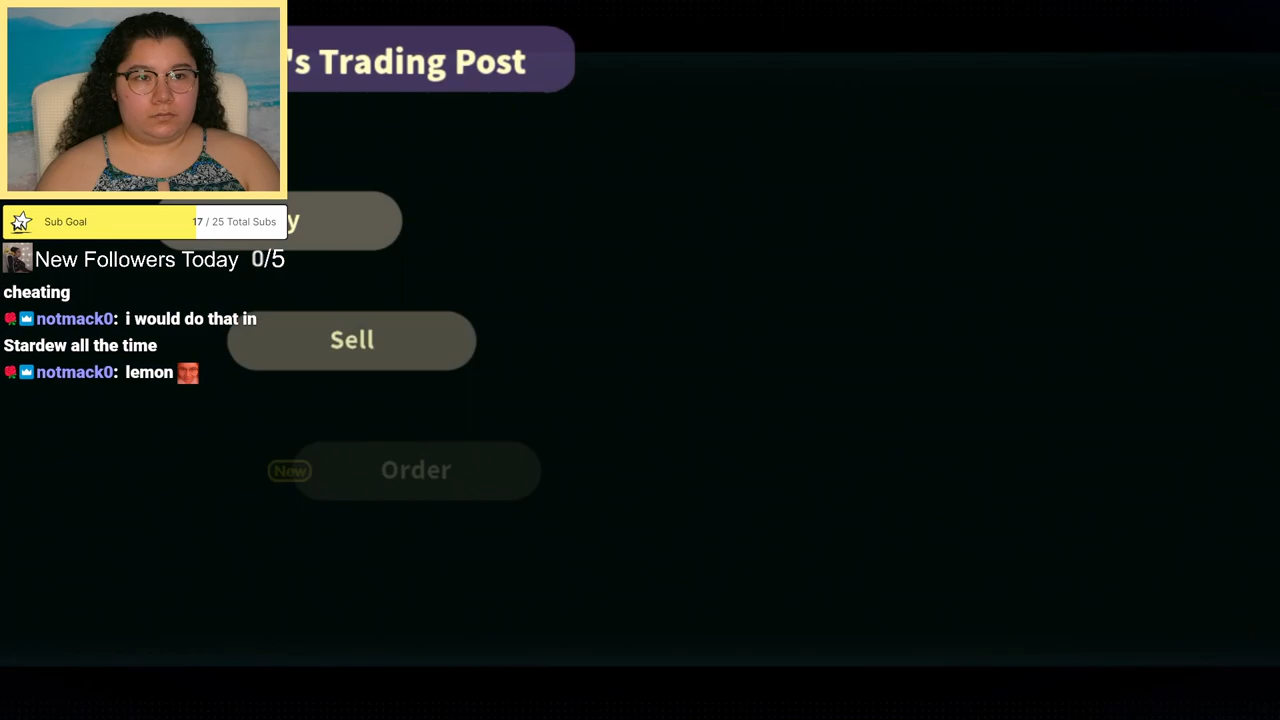 's Trading Post
y
Sub Goal 17 / 25 Total Subs
New Followers Today 0/5
cheating
notmack0: i would do that in
Stardew all the time
Sell
notmack0: lemon
New Order